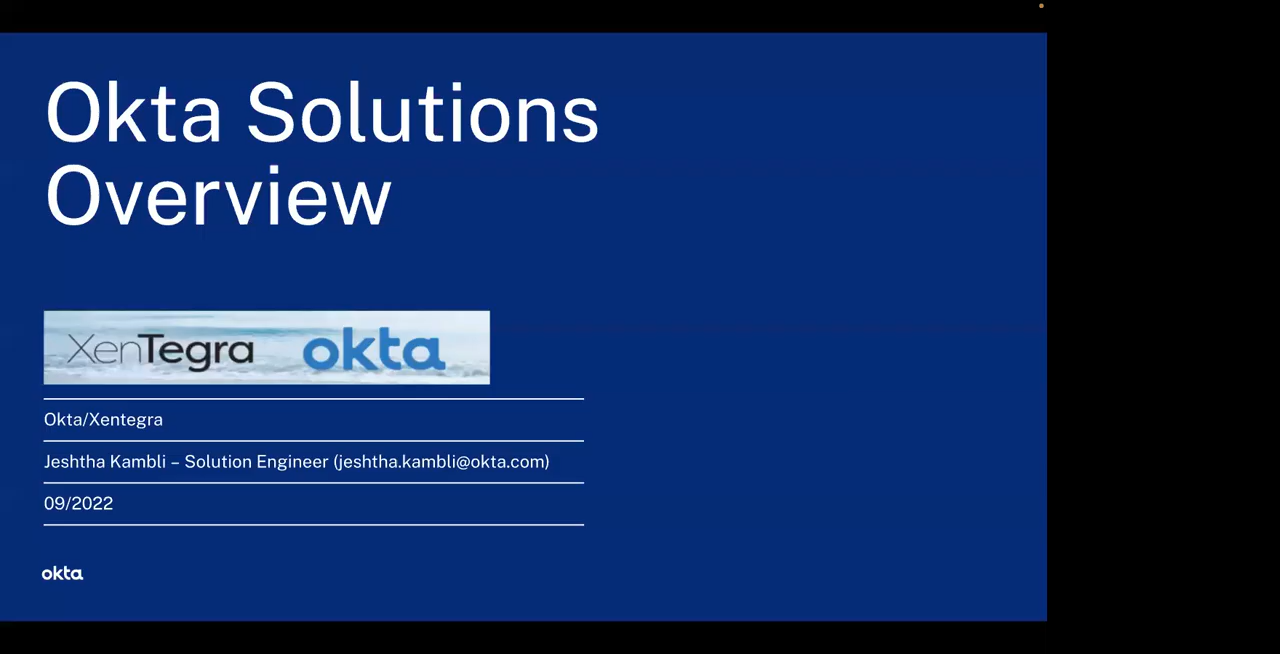 Okta Solutions
Overview
XenTegra okta
Okta/Xentegra
Jeshtha Kambli – Solution Engineer (jeshtha.kambli@okta.com)
09/2022
okta